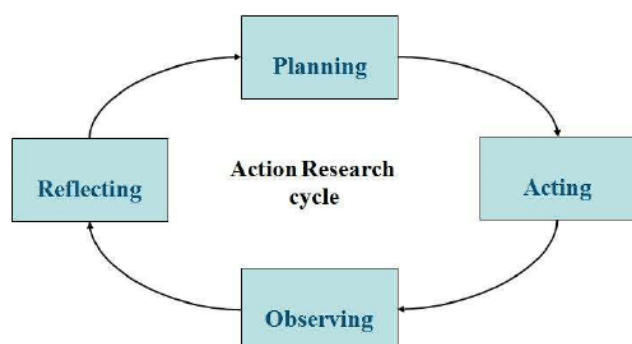 Planning
Reflecting
Action Research
cycle
Acting
Observing